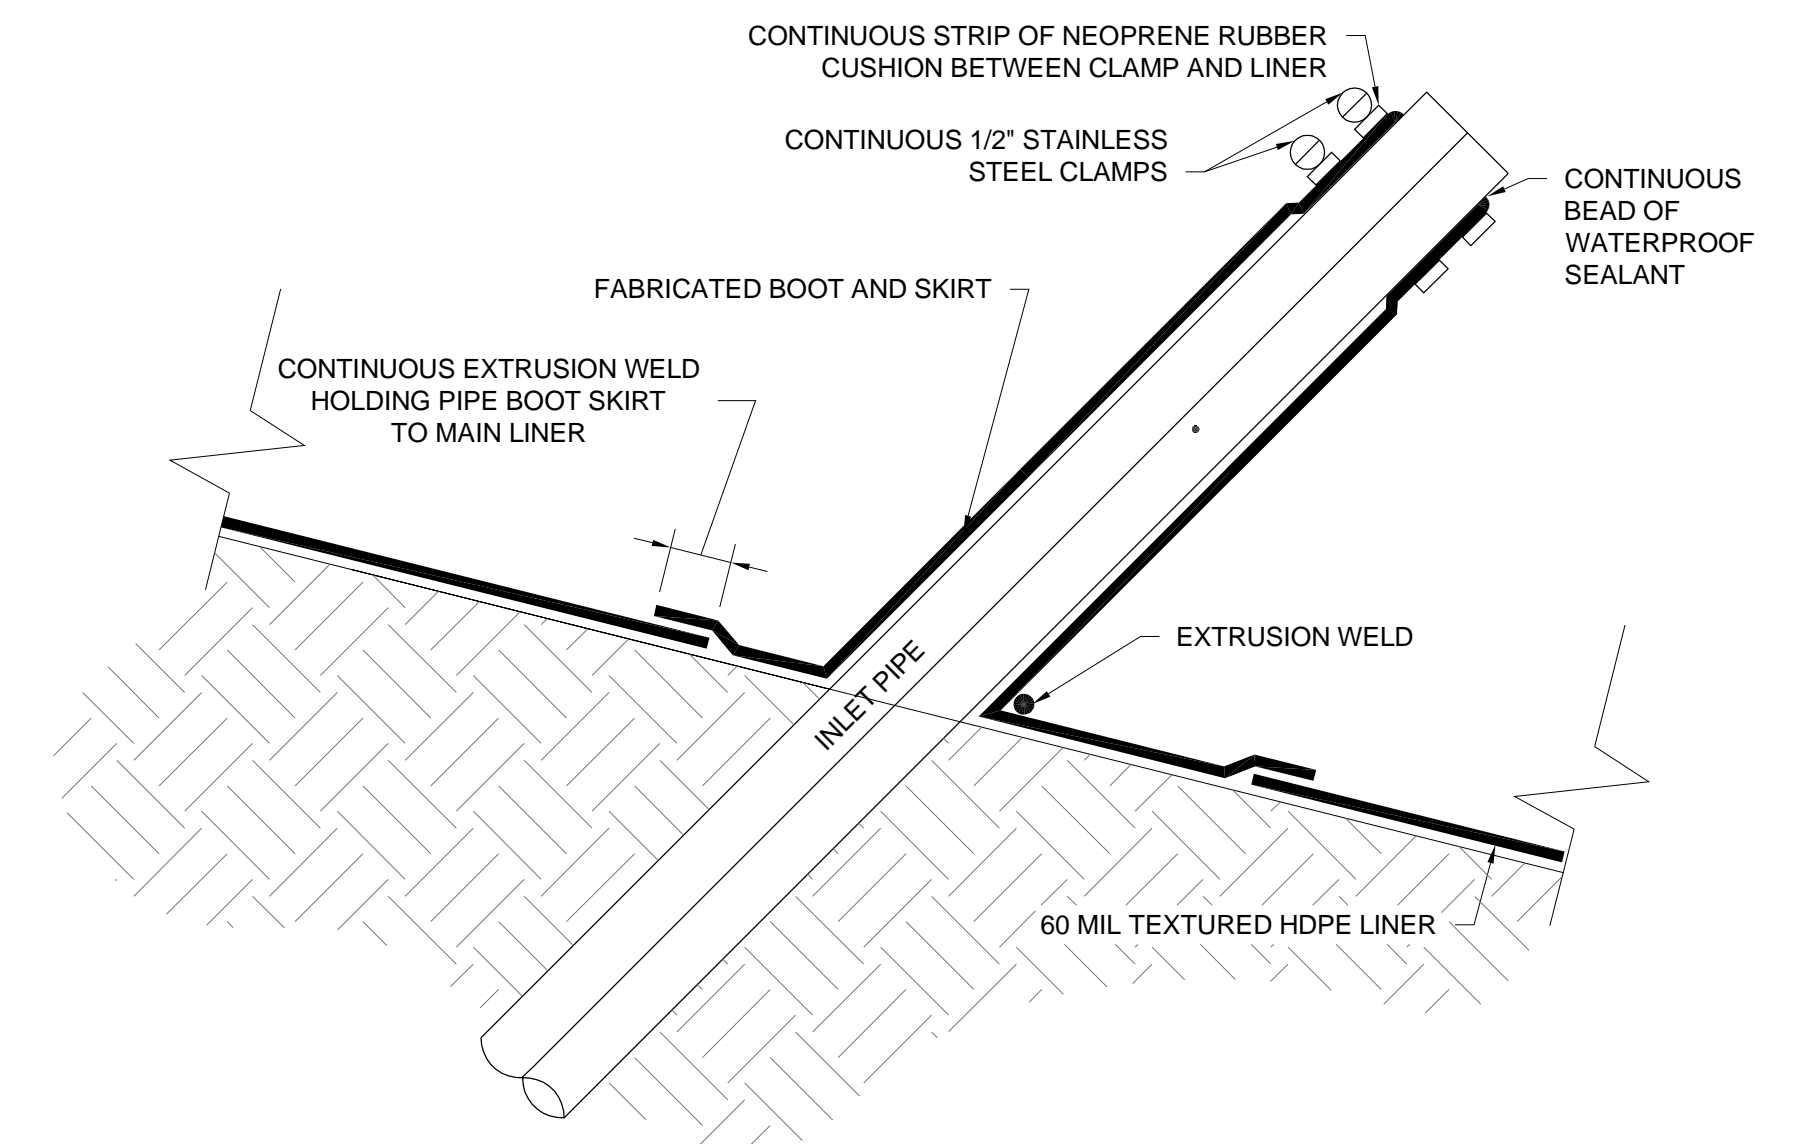 CONTINUOUS STRIP OF NEOPRENE RUBBER
CUSHION BETWEEN CLAMP AND LINER
CONTINUOUS 1/2" STAINLESS
STEEL CLAMPS
CONTINUOUS
BEAD OF
WATERPROOF
SEALANT
FABRICATED BOOT AND SKIRT
CONTINUOUS EXTRUSION WELD
HOLDING PIPE BOOT SKIRT
TO MAIN LINER
EXTRUSION WELD
INLET PIPE
60 MIL TEXTURED HDPE LINER